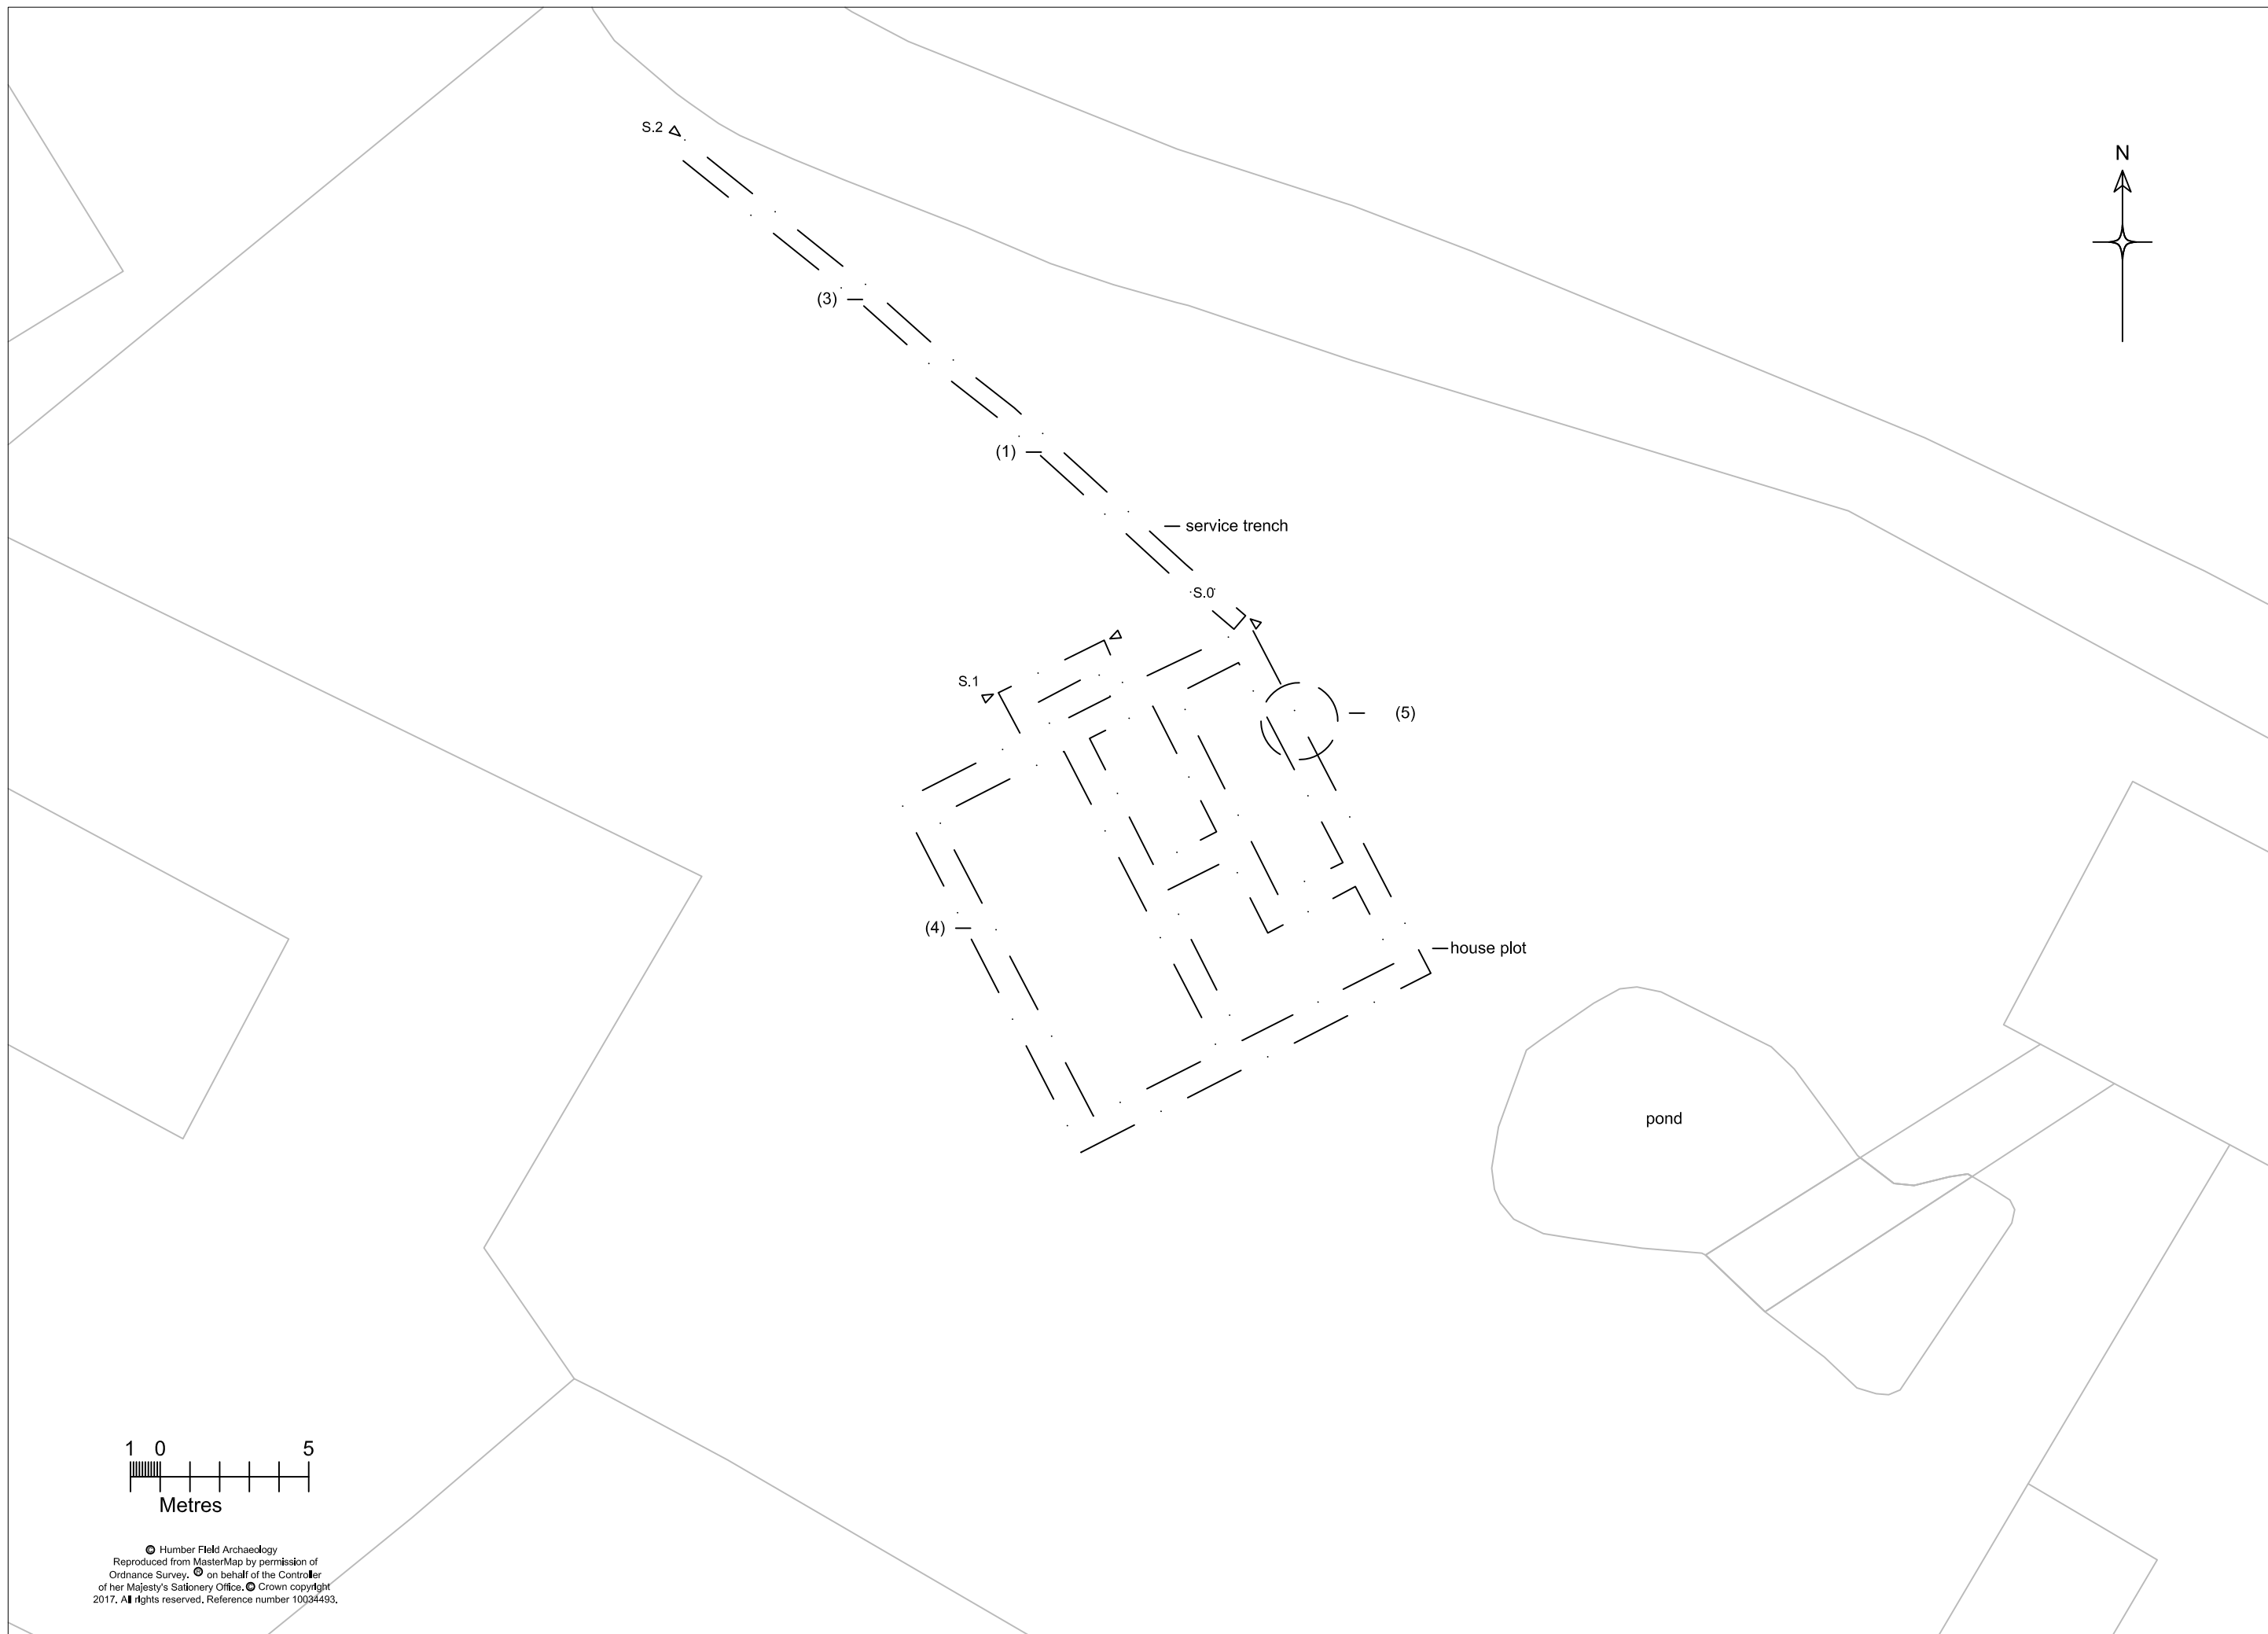 S.2
N
(3)
(1)
service trench
S.0
S.1
(5)
(4)
house plot
pond
1 0 5
Metres
© Humber Field Archaeology
Reproduced from MasterMap by permission of
Ordnance Survey. ® on behalf of the Controller
of her Majesty's Sationery Office. © Crown copyright
2017. All rights reserved. Reference number 10034493.